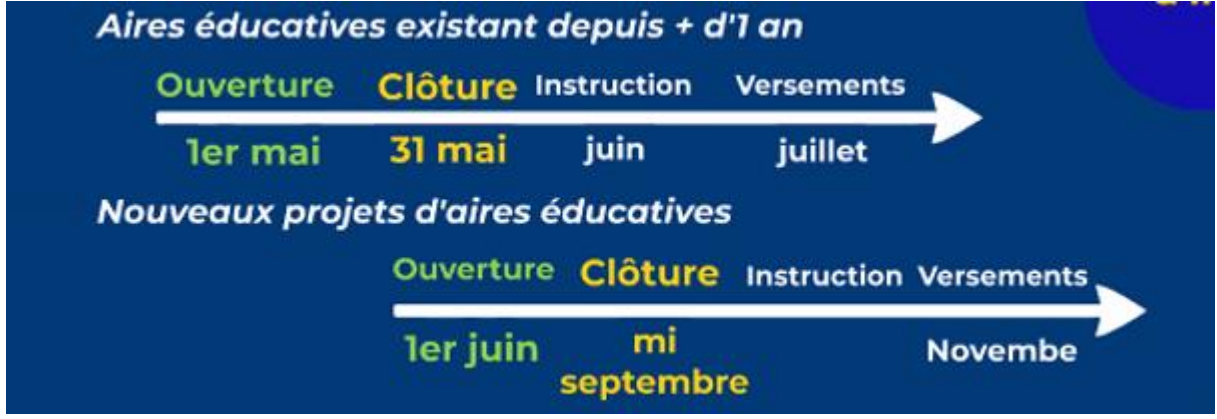 Aires éducatives existant depuis + d'1 an
Ouverture Clôture Instruction Versements
1er mai 31 mai juin juillet
Nouveaux projets d'aires éducatives
Ouverture Clôture Instruction Versements
1er juin mi septembre Novembe